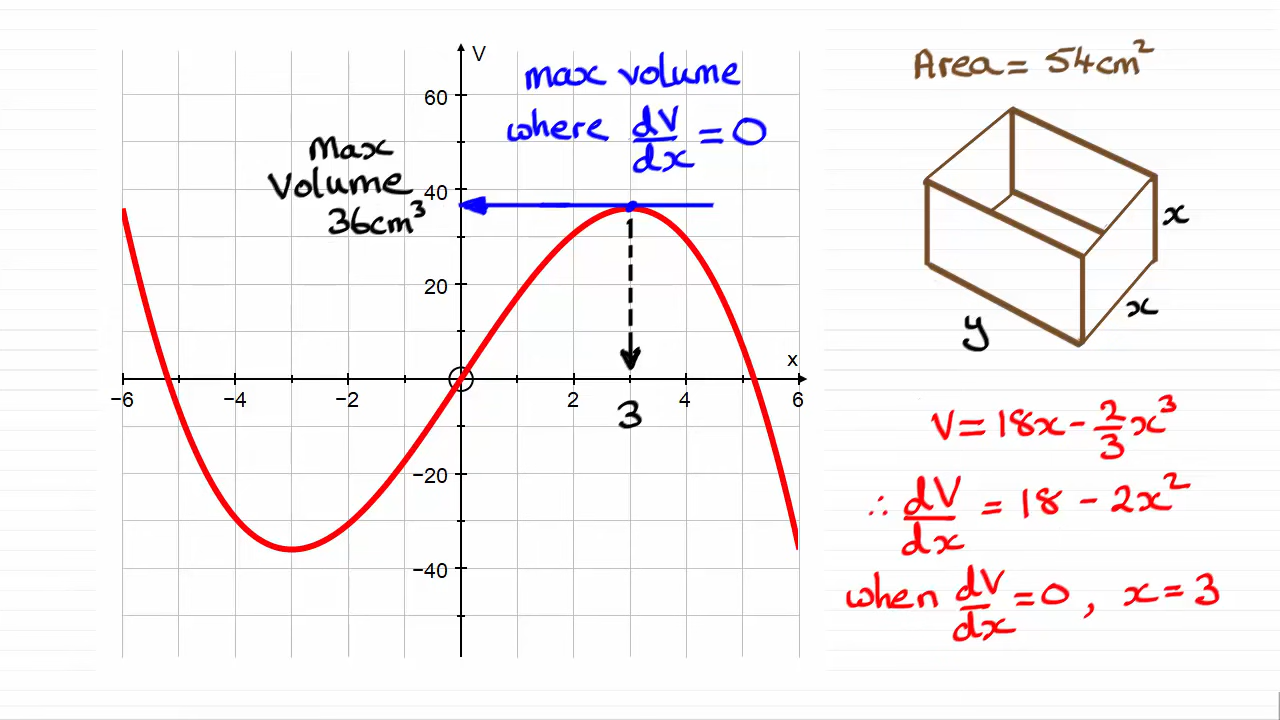 V
60
40
20
−20
−40
−6
−4
−2
2
4
6
x
max volume
where dV/dx = 0
Max
Volume
36cm³
3
Area = 54cm²
x
x
y
V = 18x − 2/3x³
∴ dV/dx = 18 − 2x²
when dV/dx = 0, x = 3